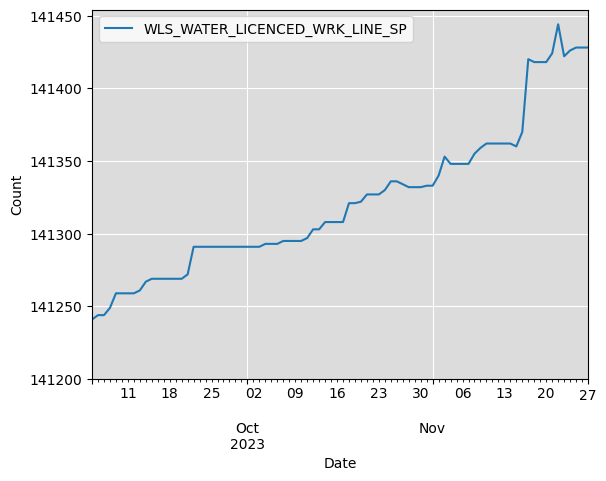 WLS_WATER_LICENCED_WRK_LINE_SP
141450
141400
141350
141300
141250
141200
Count
11 18 25 02 09 16 23 30 06 13 20 27
Oct Nov
2023
Date